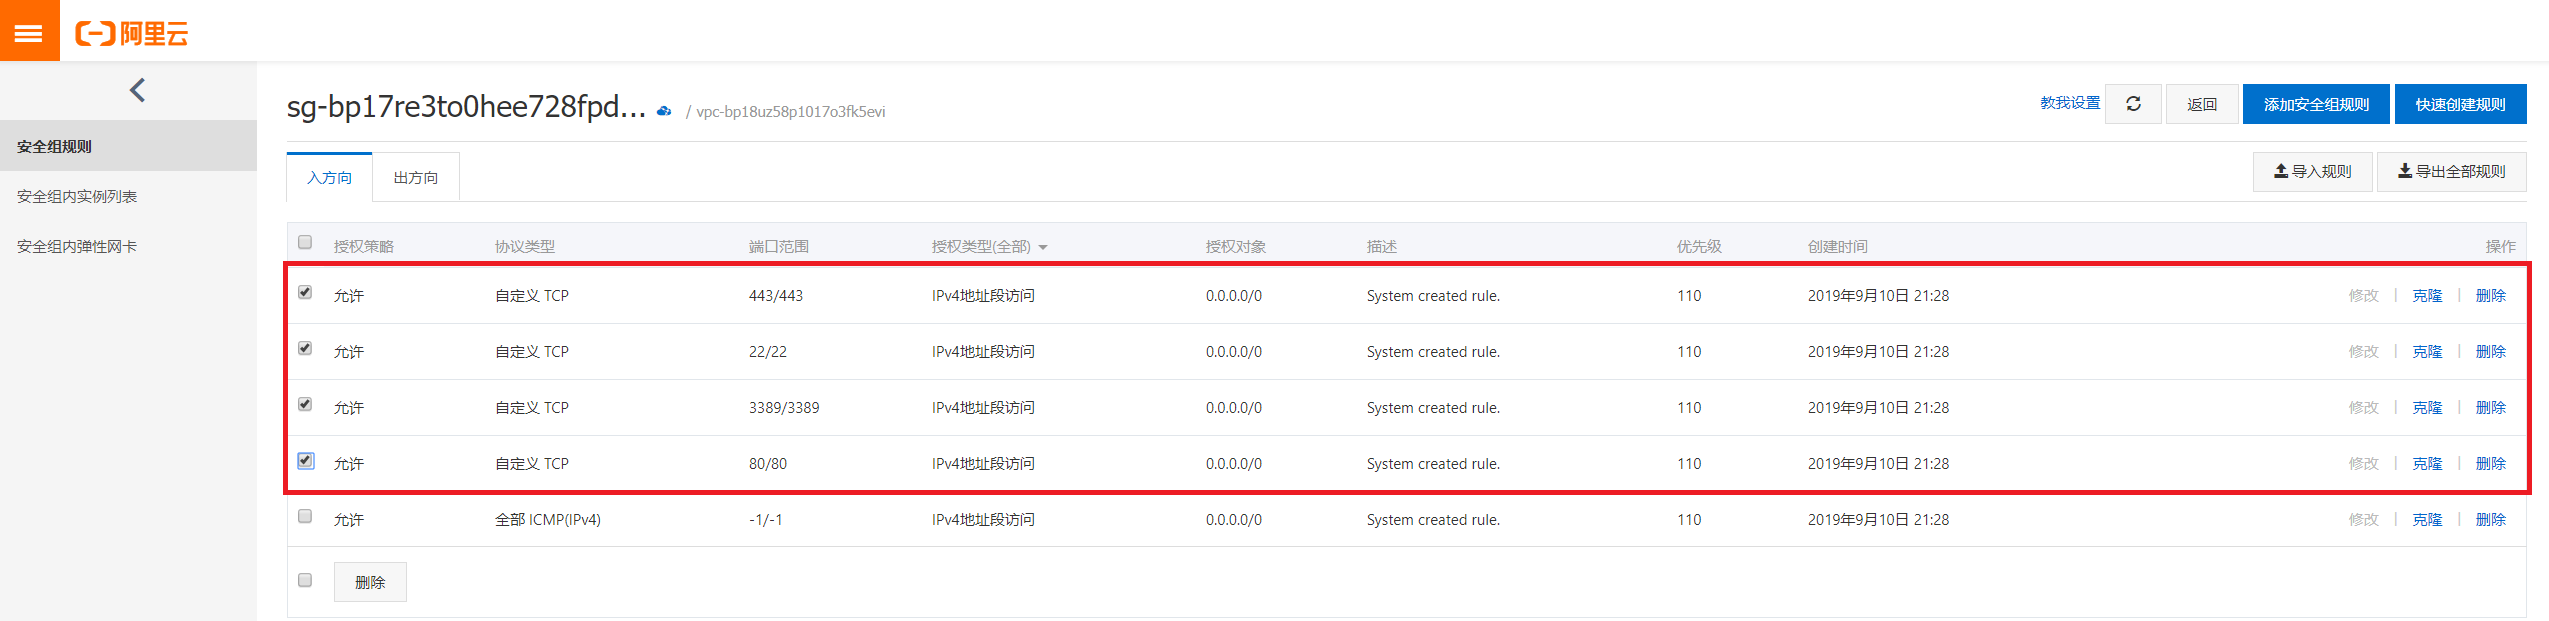 阿里云
sg-bp17re3to0hee728fpd... / vpc-bp18uz58p1017o3fk5evi 教我设置 返回 添加安全组规则 快速创建规则
安全组规则
安全组内实例列表
安全组内弹性网卡
入方向 出方向 导入规则 导出全部规则
授权策略 协议类型 端口范围 授权类型(全部) 授权对象 描述 优先级 创建时间 操作
允许 自定义 TCP 443/443 IPv4地址段访问 0.0.0.0/0 System created rule. 110 2019年9月10日 21:28 修改 | 克隆 | 删除
允许 自定义 TCP 22/22 IPv4地址段访问 0.0.0.0/0 System created rule. 110 2019年9月10日 21:28 修改 | 克隆 | 删除
允许 自定义 TCP 3389/3389 IPv4地址段访问 0.0.0.0/0 System created rule. 110 2019年9月10日 21:28 修改 | 克隆 | 删除
允许 自定义 TCP 80/80 IPv4地址段访问 0.0.0.0/0 System created rule. 110 2019年9月10日 21:28 修改 | 克隆 | 删除
允许 全部 ICMP(IPv4) -1/-1 IPv4地址段访问 0.0.0.0/0 System created rule. 110 2019年9月10日 21:28 修改 | 克隆 | 删除
删除